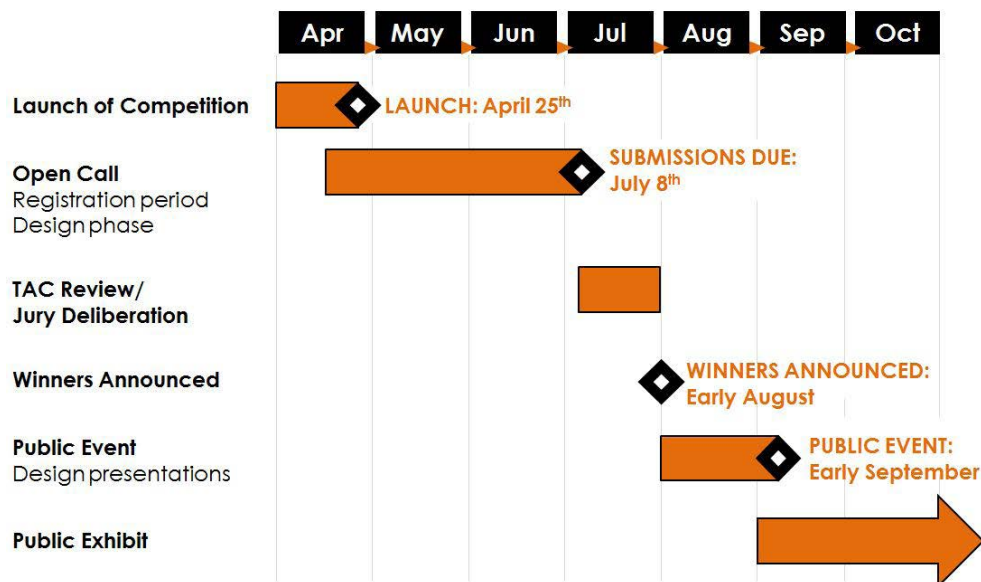 Apr May Jun Jul Aug Sep Oct
Launch of Competition
LAUNCH: April 25th
Open Call
Registration period
Design phase
SUBMISSIONS DUE:
July 8th
TAC Review/
Jury Deliberation
Winners Announced
WINNERS ANNOUNCED:
Early August
Public Event
Design presentations
PUBLIC EVENT:
Early September
Public Exhibit